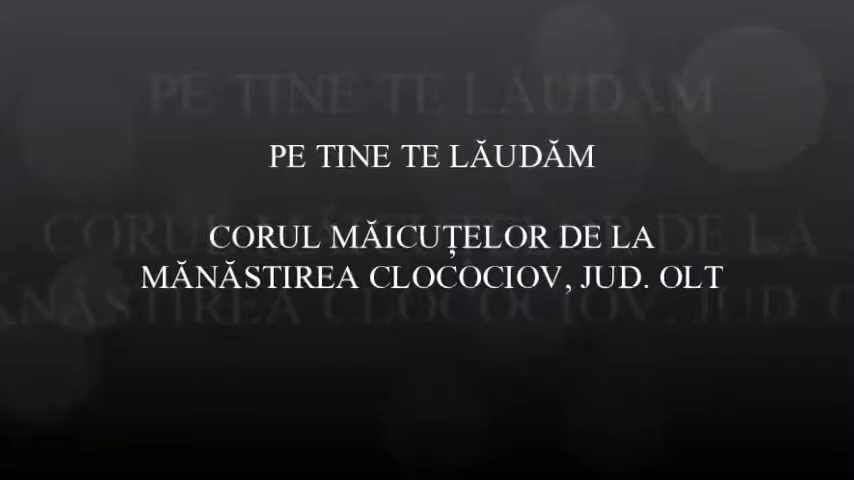 PE TINE TE LĂUDĂM
CORUL MĂICUȚELOR DE LA
MĂNĂSTIREA CLOCOCIOV, JUD. OLT